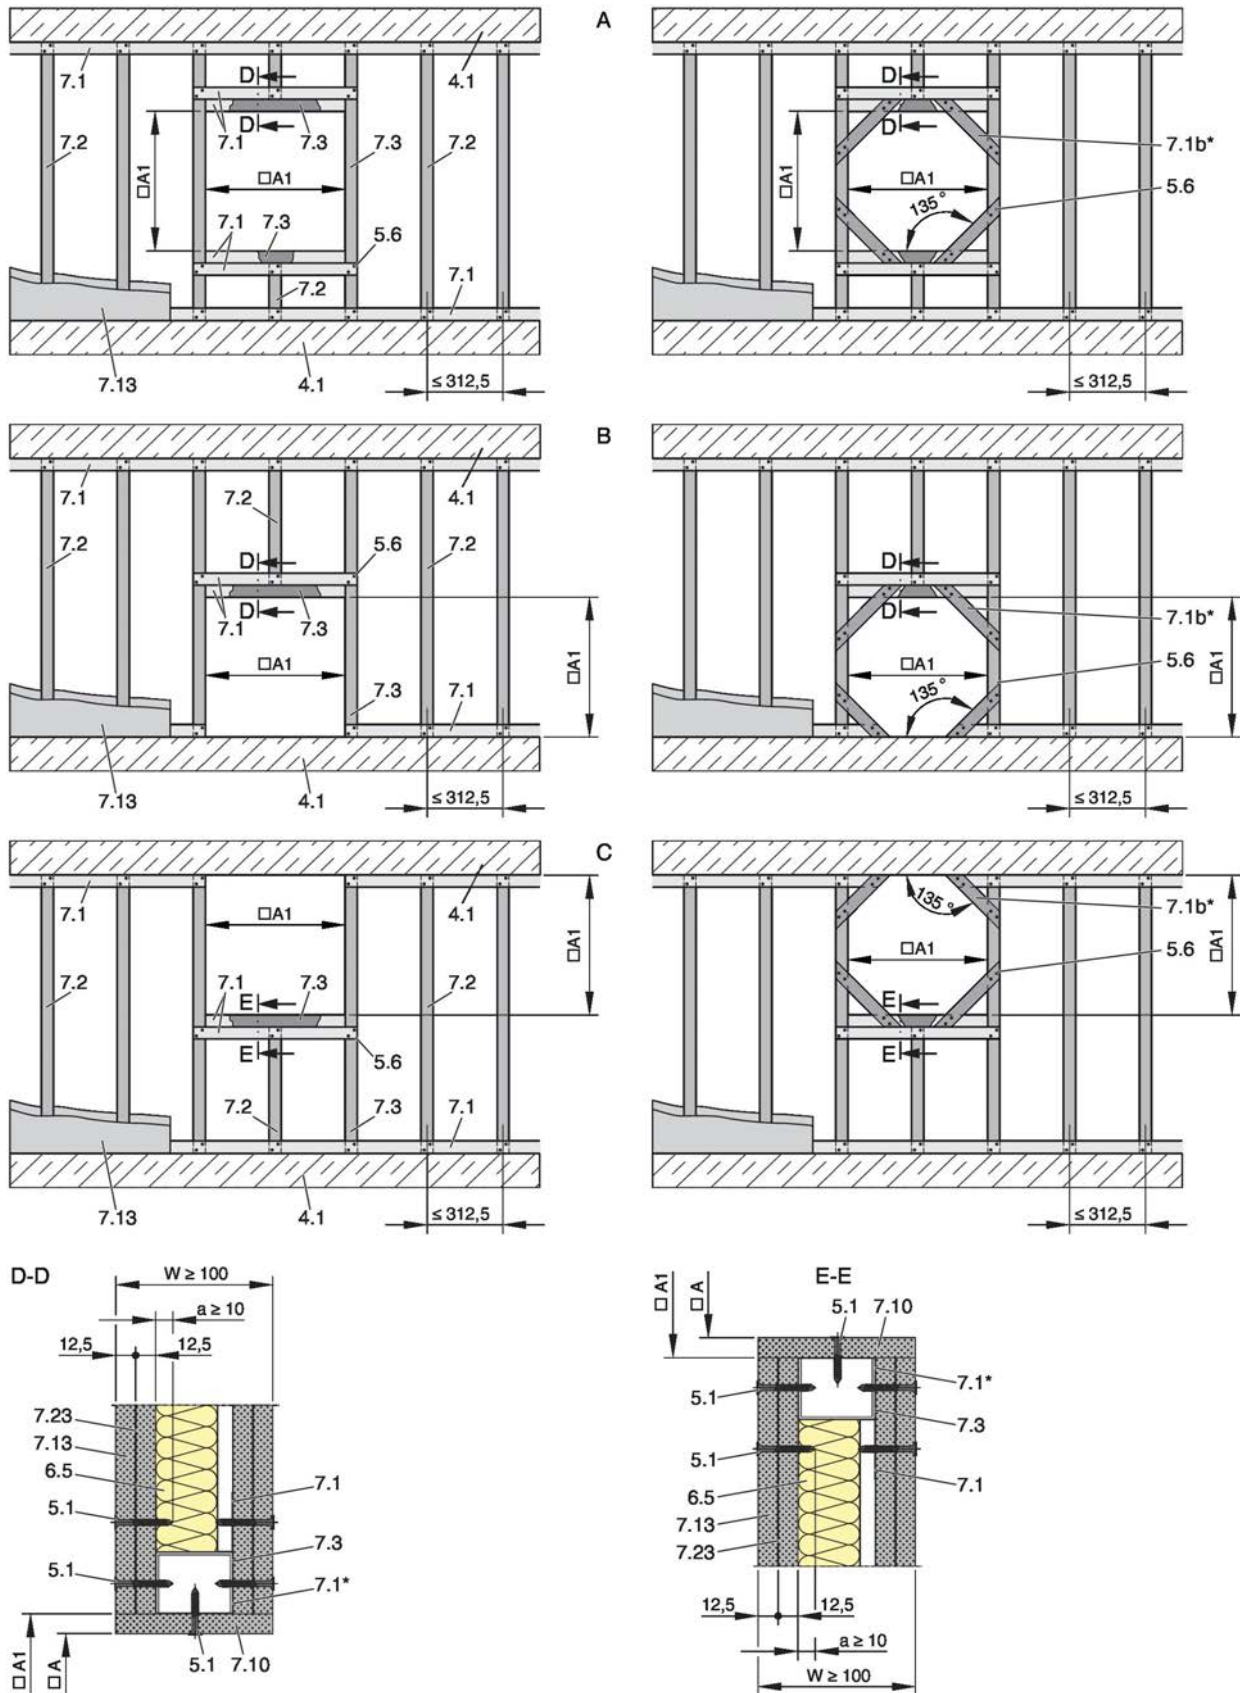 A
7.1
D
4.1
7.2
□A1
7.1
D
7.3
7.3
7.2
□A1
7.3
7.1
5.6
7.2
7.1
7.13
4.1
≤ 312,5
D
D
7.1b*
□A1
□A1
135°
5.6
≤ 312,5
B
7.1
7.2
4.1
7.2
D
5.6
7.2
D
7.1
7.3
□A1
□A1
7.3
7.1
7.13
4.1
≤ 312,5
D
D
7.1b*
□A1
135°
5.6
□A1
≤ 312,5
C
7.1
□A1
4.1
□A1
7.2
7.1
E
7.3
7.2
E
5.6
7.2
7.3
7.1
7.13
4.1
≤ 312,5
135°
7.1b*
□A1
5.6
□A1
E
E
≤ 312,5
D-D
W ≥ 100
a ≥ 10
12,5
12,5
7.23
7.13
6.5
7.1
5.1
7.3
5.1
7.1*
□A1
□A
5.1
7.10
E-E
□A1
□A
5.1
7.10
7.1*
5.1
7.3
5.1
7.1
6.5
7.13
7.23
12,5
12,5
a ≥ 10
W ≥ 100